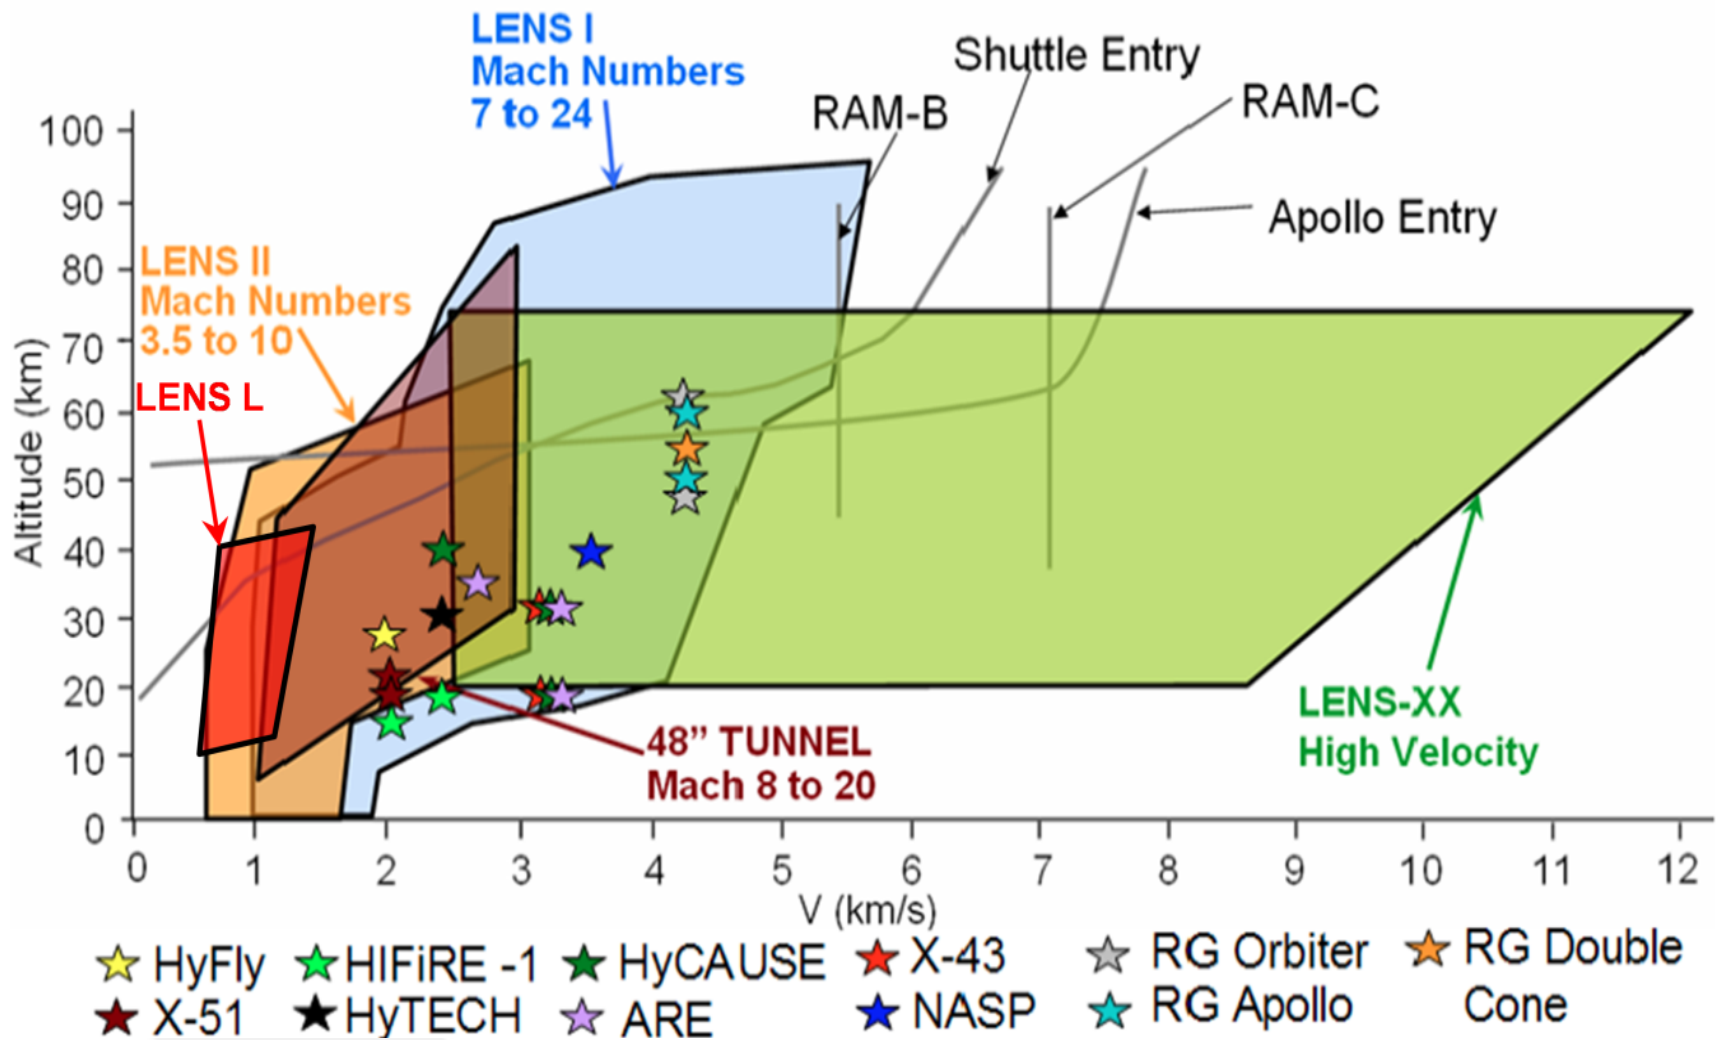 LENS I
Mach Numbers
7 to 24
Shuttle Entry
RAM-B
RAM-C
Apollo Entry
LENS II
Mach Numbers
3.5 to 10
LENS L
Altitude (km)
100
90
80
70
60
50
40
30
20
10
0
48” TUNNEL
Mach 8 to 20
LENS-XX
High Velocity
0 1 2 3 4 5 6 7 8 9 10 11 12
V (km/s)
HyFly HIFiRE -1 HyCAUSE X-43 RG Orbiter RG Double
X-51 HyTECH ARE NASP RG Apollo Cone